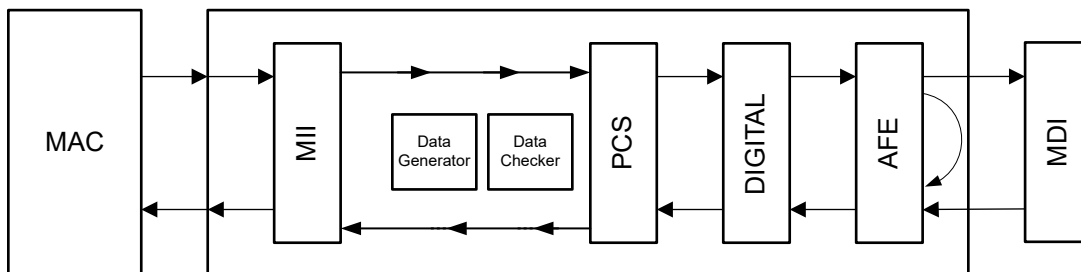 MAC
MII
Data
Generator
Data
Checker
PCS
DIGITAL
AFE
MDI